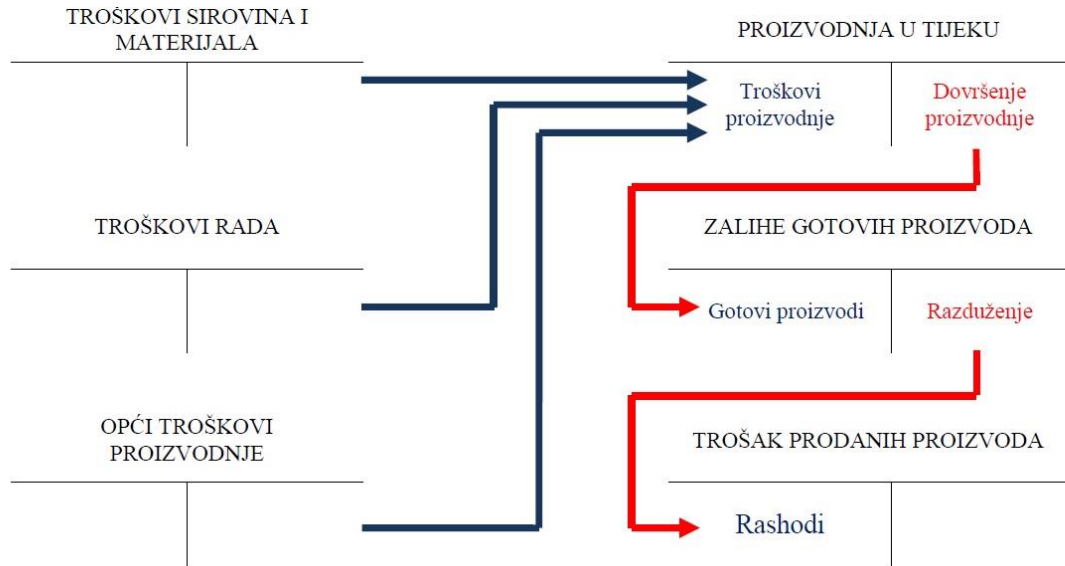 TROŠKOVI SIROVINA I
MATERIJALA
PROIZVODNJA U TIJEKU
Troškovi
proizvodnje
Dovršenje
proizvodnje
TROŠKOVI RADA
ZALIHE GOTOVIH PROIZVODA
Gotovi proizvodi
Razduženje
OPĆI TROŠKOVI
PROIZVODNJE
TROŠAK PRODANIH PROIZVODA
Rashodi